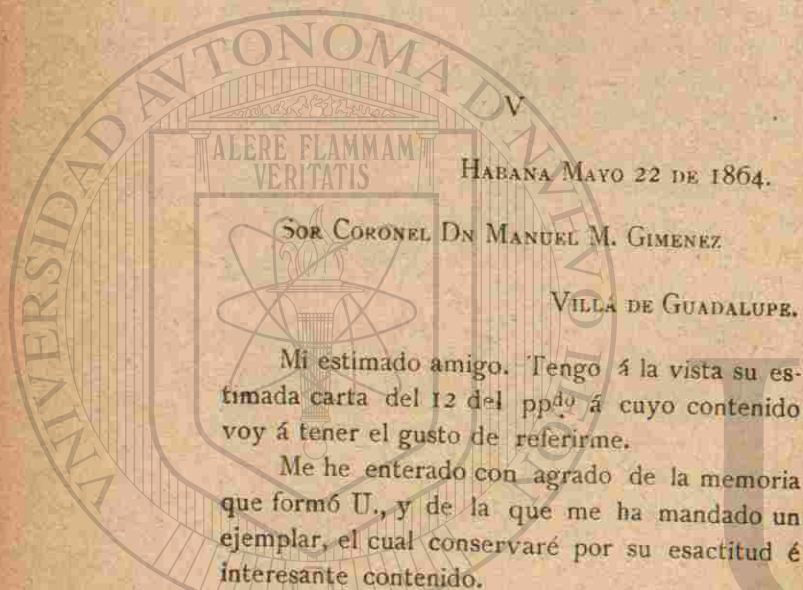 UNIVERSIDAD AVTONOMA D NVEVO LEON
ALERE FLAMMAM
VERITATIS
V
HABANA MAYO 22 DE 1864.
SOR CORONEL DN MANUEL M. GIMENEZ
VILLA DE GUADALUPE.
Mi estimado amigo. Tengo á la vista su es-
timada carta del 12 del ppdo á cuyo contenido
voy á tener el gusto de referirme.
Me he enterado con agrado de la memoria
que formó U., y de la que me ha mandado un
ejemplar, el cual conservaré por su esactitud é
interesante contenido.